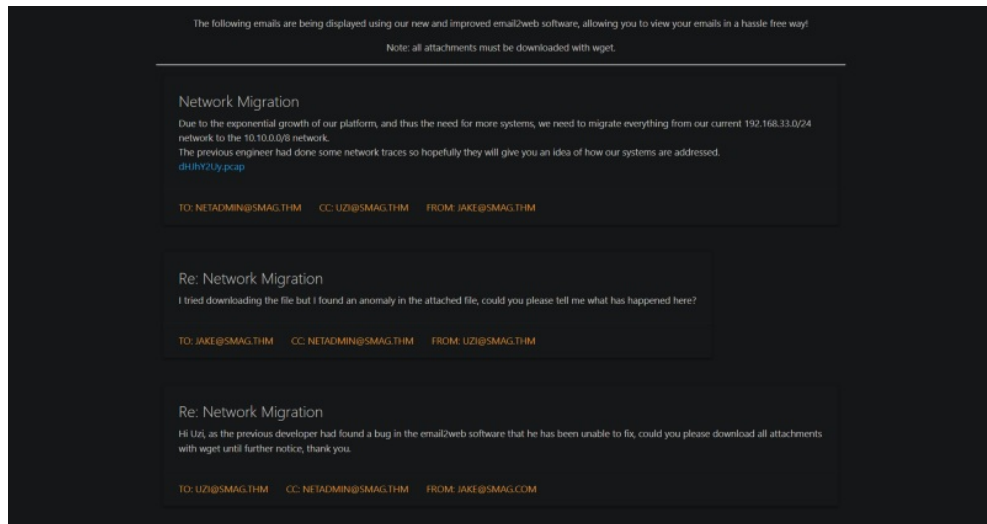 The following emails are being displayed using our new and improved email2web software, allowing you to view your emails in a hassle free way!
Note: all attachments must be downloaded with wget.
Network Migration
Due to the exponential growth of our platform, and thus the need for more systems, we need to migrate everything from our current 192.168.33.0/24
network to the 10.10.0.0/8 network.
The previous engineer had done some network traces so hopefully they will give you an idea of how our systems are addressed.
dHJhY2Uy.pcap
TO: NETADMIN@SMAG.THM CC: UZI@SMAG.THM FROM: JAKE@SMAG.THM
Re: Network Migration
I tried downloading the file but I found an anomaly in the attached file, could you please tell me what has happened here?
TO: JAKE@SMAG.THM CC: NETADMIN@SMAG.THM FROM: UZI@SMAG.THM
Re: Network Migration
Hi Uzi, as the previous developer had found a bug in the email2web software that he has been unable to fix, could you please download all attachments
with wget until further notice, thank you.
TO: UZI@SMAG.THM CC: NETADMIN@SMAG.THM FROM: JAKE@SMAG.COM